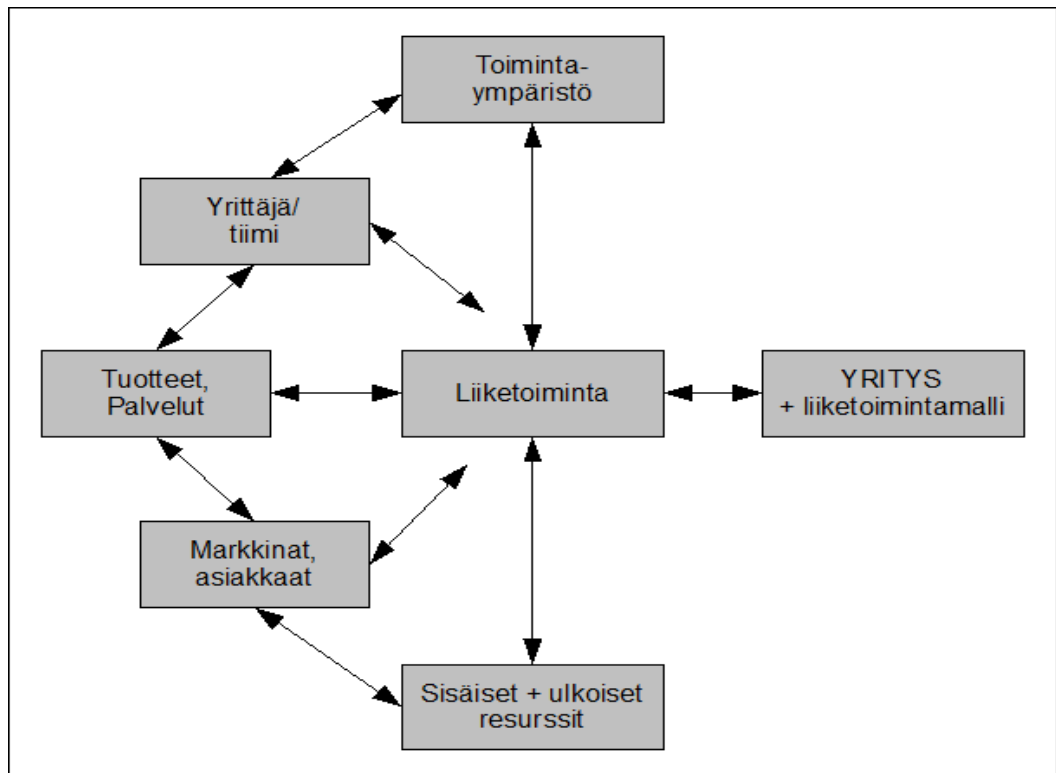 Toiminta-
ympäristö
Yrittäjä/
tiimi
Tuotteet,
Palvelut
Liiketoiminta
YRITYS
+ liiketoimintamalli
Markkinat,
asiakkaat
Sisäiset + ulkoiset
resurssit